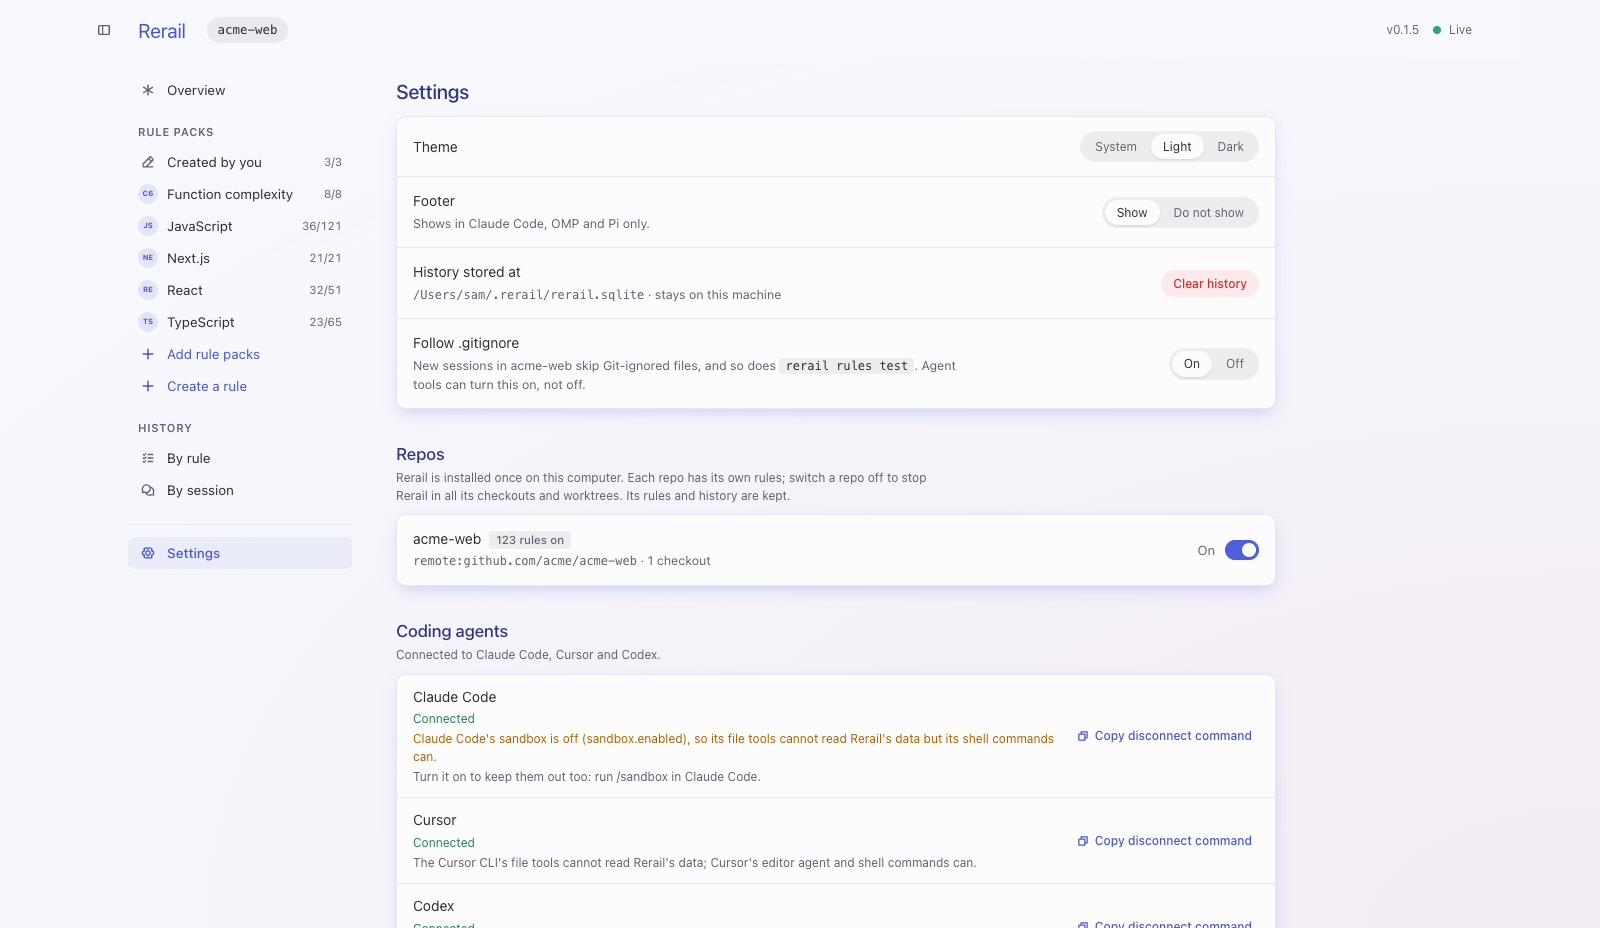 Rerail
acme-web
v0.1.5
Live
Overview
RULE PACKS
Created by you 3/3
C6 Function complexity 8/8
JS JavaScript 36/121
NE Next.js 21/21
RE React 32/51
TS TypeScript 23/65
Add rule packs
Create a rule
HISTORY
By rule
By session
Settings
Settings
Theme
System Light Dark
Footer
Shows in Claude Code, OMP and Pi only.
Show Do not show
History stored at
/Users/sam/.rerail/rerail.sqlite · stays on this machine
Clear history
Follow .gitignore
New sessions in acme-web skip Git-ignored files, and so does rerail rules test . Agent
tools can turn this on, not off.
On Off
Repos
Rerail is installed once on this computer. Each repo has its own rules; switch a repo off to stop
Rerail in all its checkouts and worktrees. Its rules and history are kept.
acme-web 123 rules on
remote:github.com/acme/acme-web · 1 checkout
On
Coding agents
Connected to Claude Code, Cursor and Codex.
Claude Code
Connected
Claude Code's sandbox is off (sandbox.enabled), so its file tools cannot read Rerail's data but its shell commands
can.
Turn it on to keep them out too: run /sandbox in Claude Code.
Copy disconnect command
Cursor
Connected
The Cursor CLI's file tools cannot read Rerail's data; Cursor's editor agent and shell commands can.
Copy disconnect command
Codex
Connected
Copy disconnect command